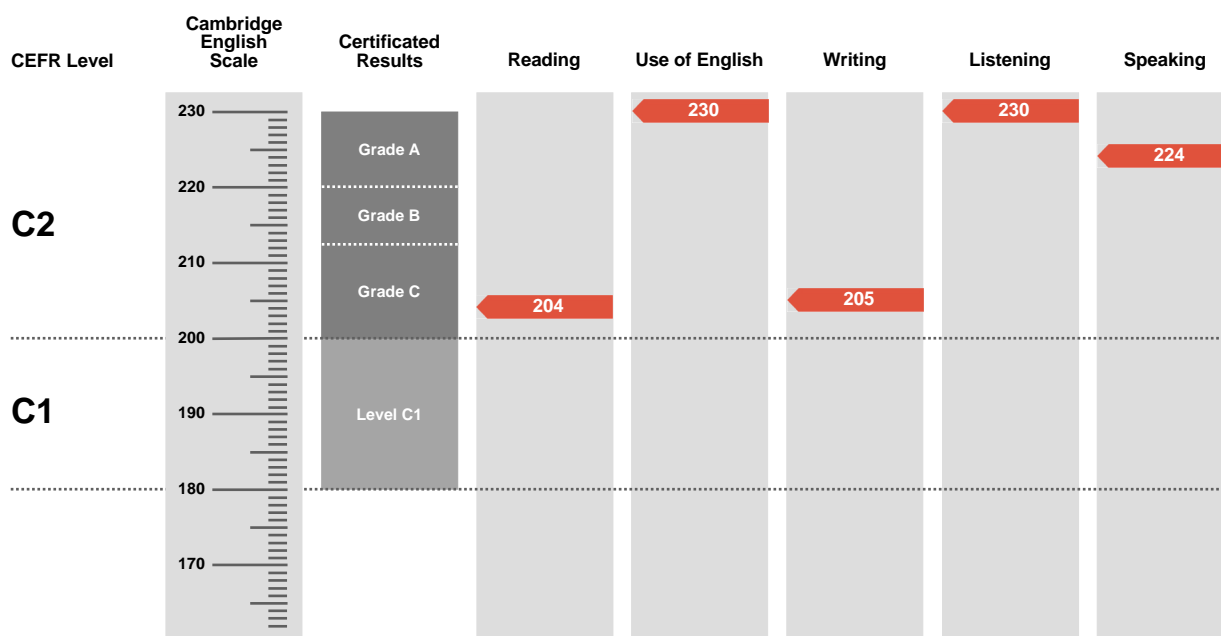 CEFR Level
Cambridge
English
Scale
Certificated
Results
Reading
Use of English
Writing
Listening
Speaking
230
230
230
Grade A
224
220
C2
Grade B
210
Grade C
204
205
200
C1
190
Level C1
180
170